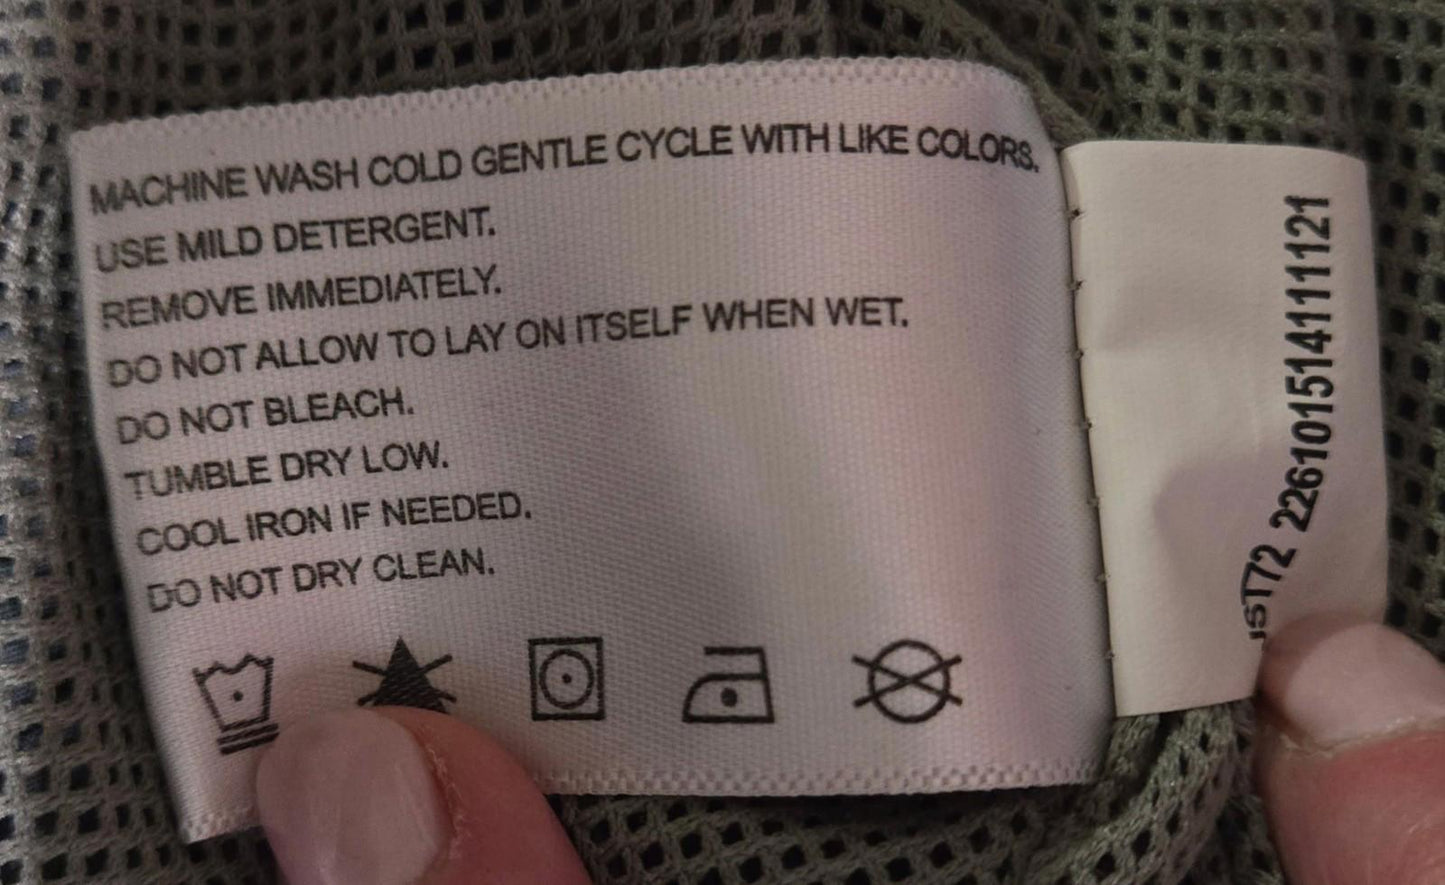 MACHINE WASH COLD GENTLE CYCLE WITH LIKE COLORS.
USE MILD DETERGENT.
REMOVE IMMEDIATELY.
DO NOT ALLOW TO LAY ON ITSELF WHEN WET.
DO NOT BLEACH.
TUMBLE DRY LOW.
COOL IRON IF NEEDED.
DO NOT DRY CLEAN.
2261015141111121